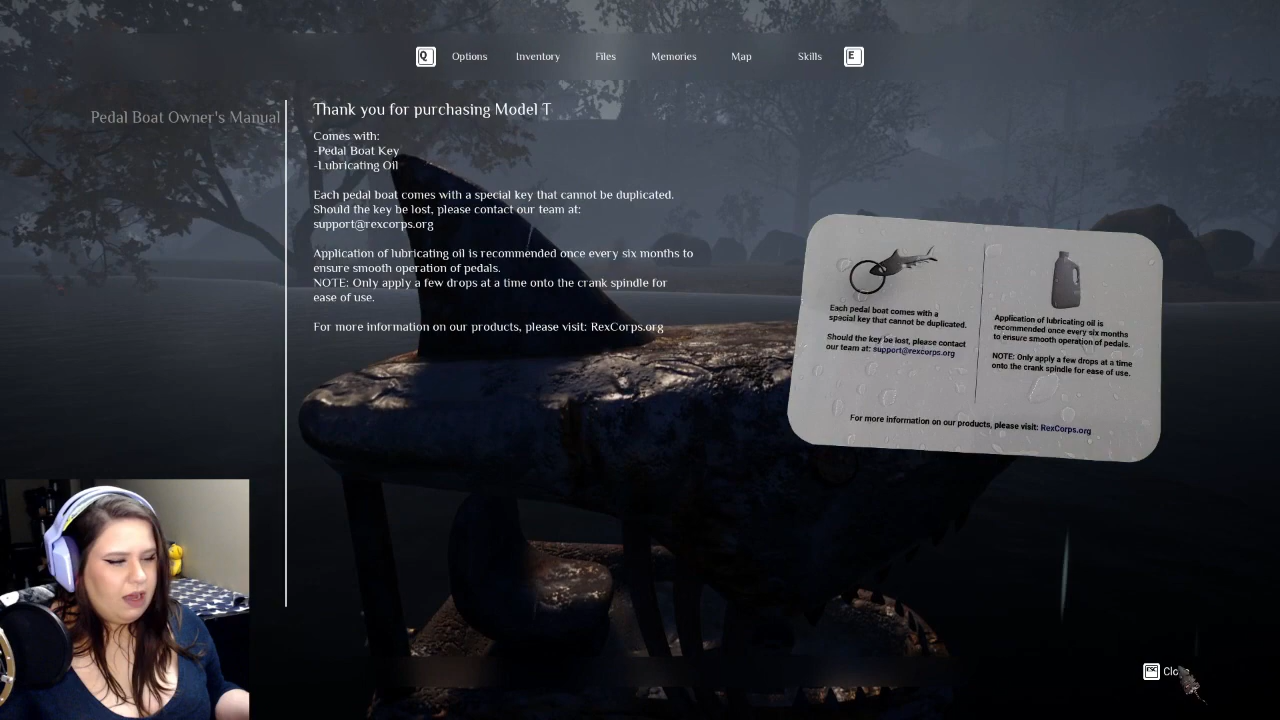 Q Options Inventory Files Memories Map Skills E
Pedal Boat Owner's Manual
Thank you for purchasing Model T
Comes with:
-Pedal Boat Key
-Lubricating Oil
Each pedal boat comes with a special key that cannot be duplicated.
Should the key be lost, please contact our team at:
support@rexcorps.org
Application of lubricating oil is recommended once every six months to
ensure smooth operation of pedals.
NOTE: Only apply a few drops at a time onto the crank spindle for
ease of use.
For more information on our products, please visit: RexCorps.org
Each pedal boat comes with a
special key that cannot be duplicated.
Should the key be lost, please contact
our team at: support@rexcorps.org
Application of lubricating oil is
recommended once every six months
to ensure smooth operation of pedals.
NOTE: Only apply a few drops at a time
onto the crank spindle for ease of use.
For more information on our products, please visit: RexCorps.org
ESC